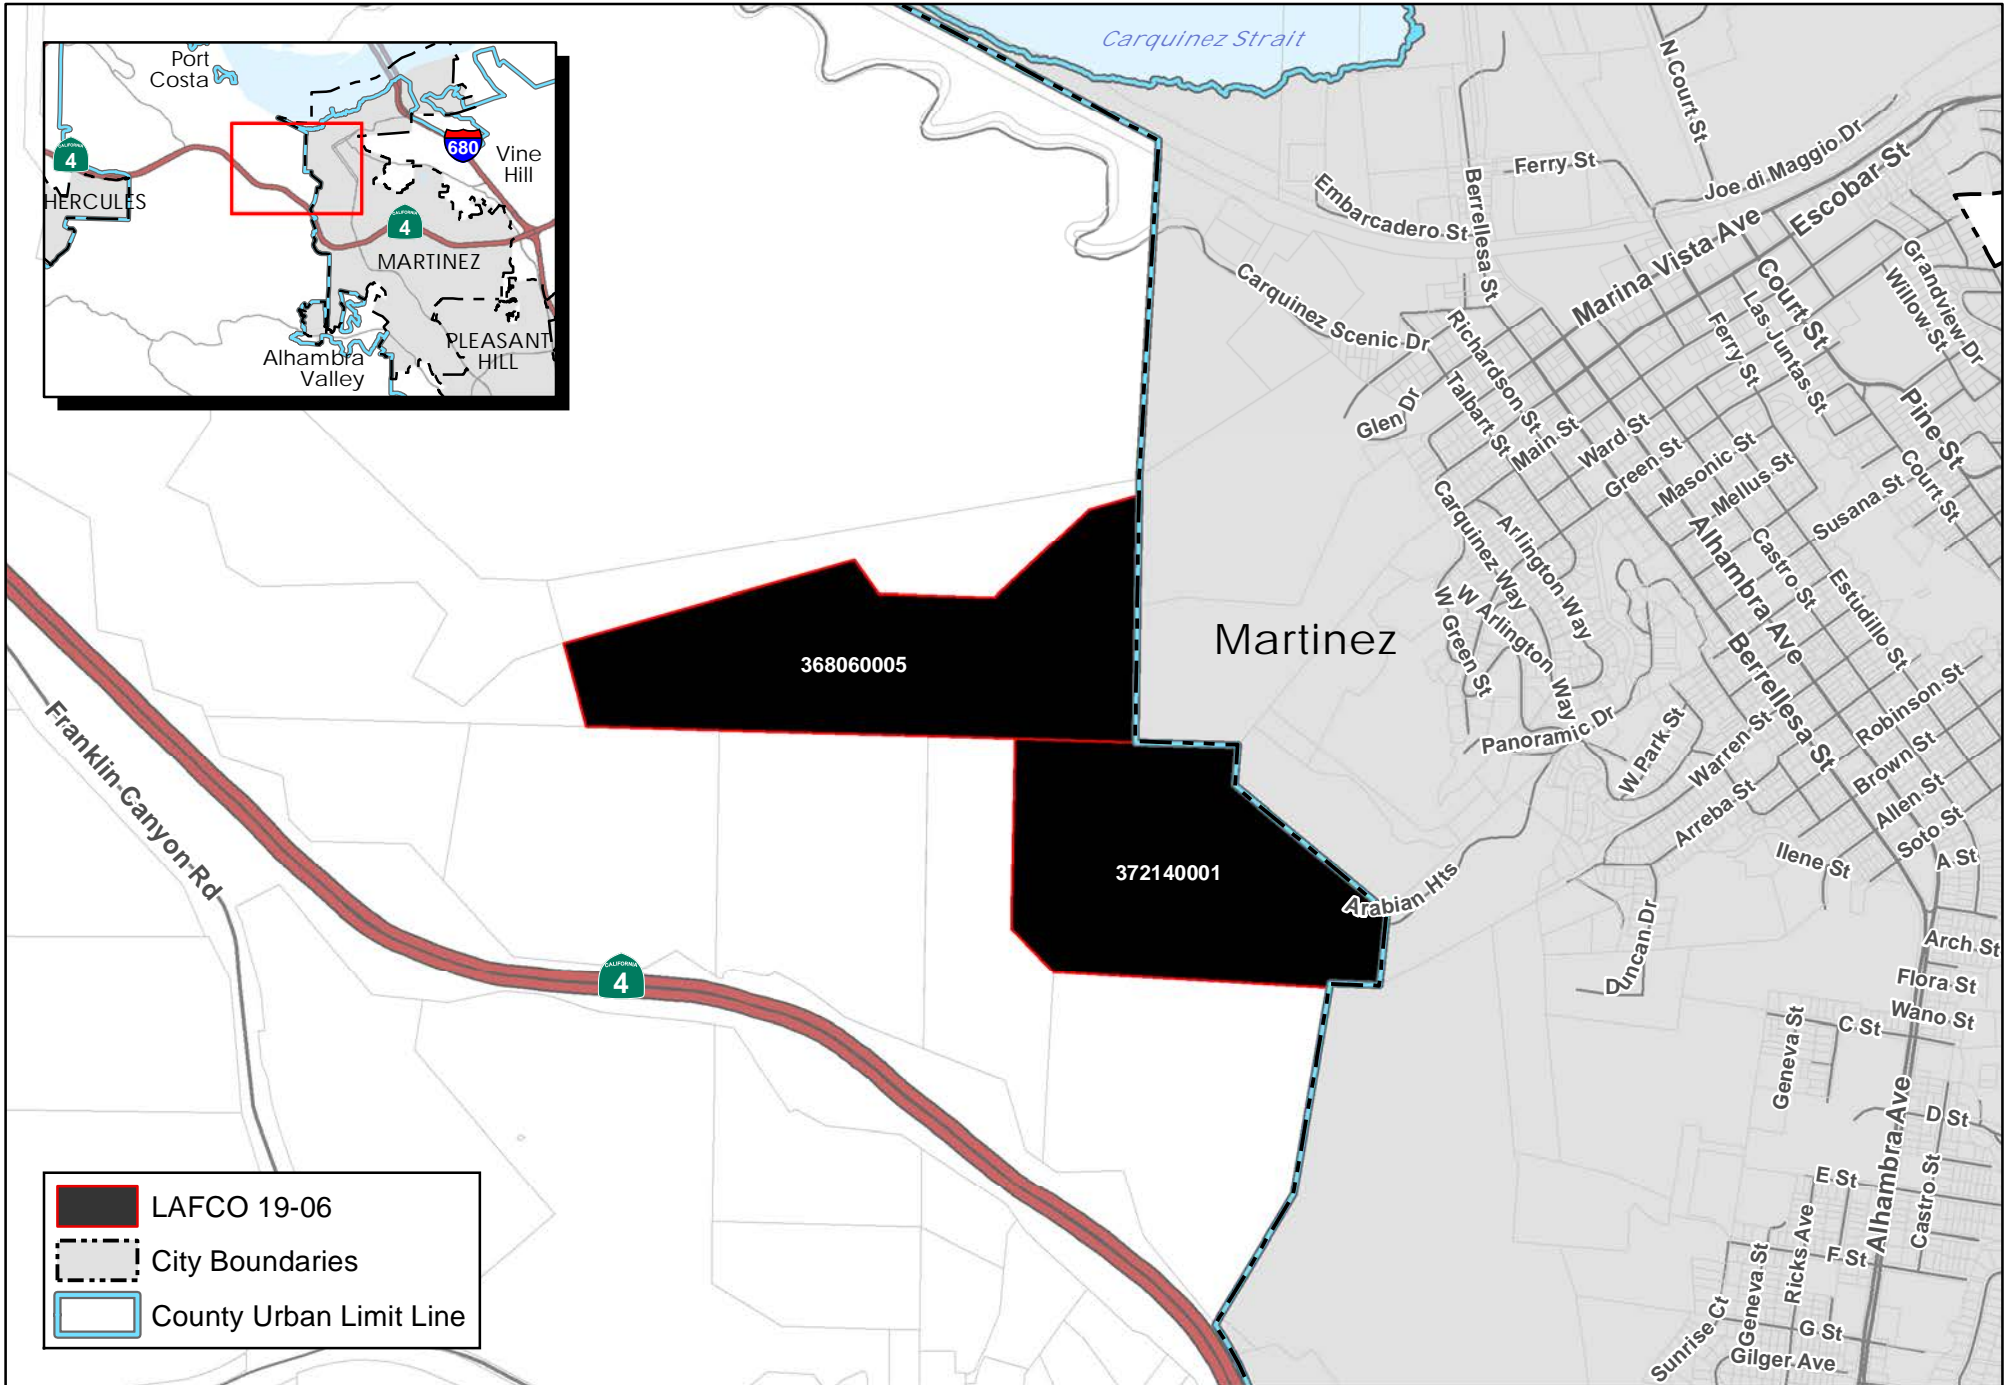 Carquinez Strait
Port
Costa
CALIFORNIA
4
HERCULES
680
Vine
Hill
CALIFORNIA
4
MARTINEZ
PLEASANT
HILL
Alhambra
Valley
N Court St
Joe di Maggio Dr
Ferry St
Berrellesa St
Embarcadero St
Marina Vista Ave
Escobar St
Grandview Dr
Willow St
Carquinez Scenic Dr
Court St
Las Juntas St
Ferry St
Richardson St
Talbart St
Glen Dr
Main St
Ward St
Green St
Masonic St
Mellus St
Pine St
Court St
Susana St
Carquinez Way
Arlington Way
Alhambra Ave
Castro St
Estudillo St
W Green St
W Arlington Way
Martinez
368060005
Berrellesa St
Robinson St
Panoramic Dr
W Park St
Warren St
Brown St
Arreba St
Allen St
Soto St
Ilene St
A St
Franklin Canyon Rd
372140001
Arabian Hts
Duncan Dr
Arch St
CALIFORNIA
4
Flora St
Wano St
C St
Geneva St
D St
Alhambra Ave
Castro St
E St
Ricks Ave
F St
Geneva St
Sunrise Ct
G St
Gilger Ave
LAFCO 19-06
City Boundaries
County Urban Limit Line